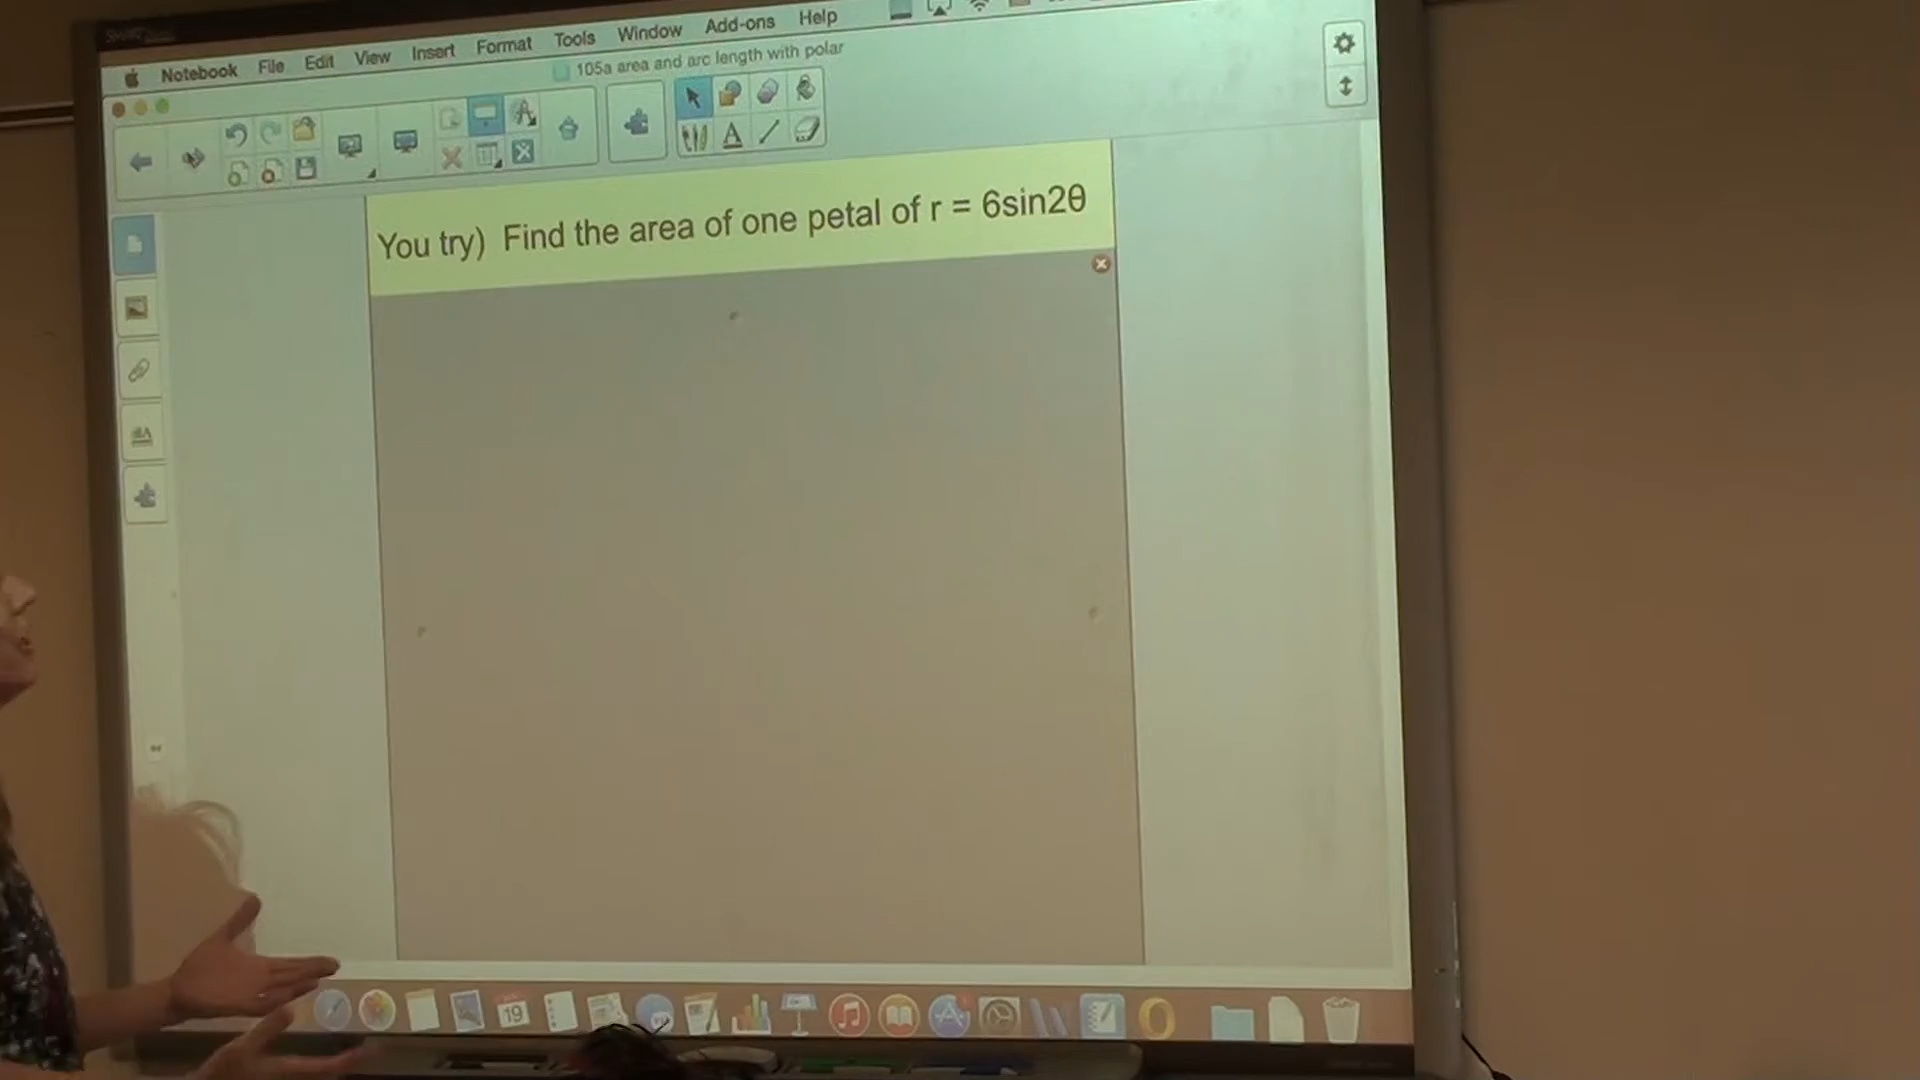 Notebook File Edit View Insert Format Tools Window Add-ons Help
105a area and arc length with polar
You try) Find the area of one petal of r = 6sin2θ
A
19